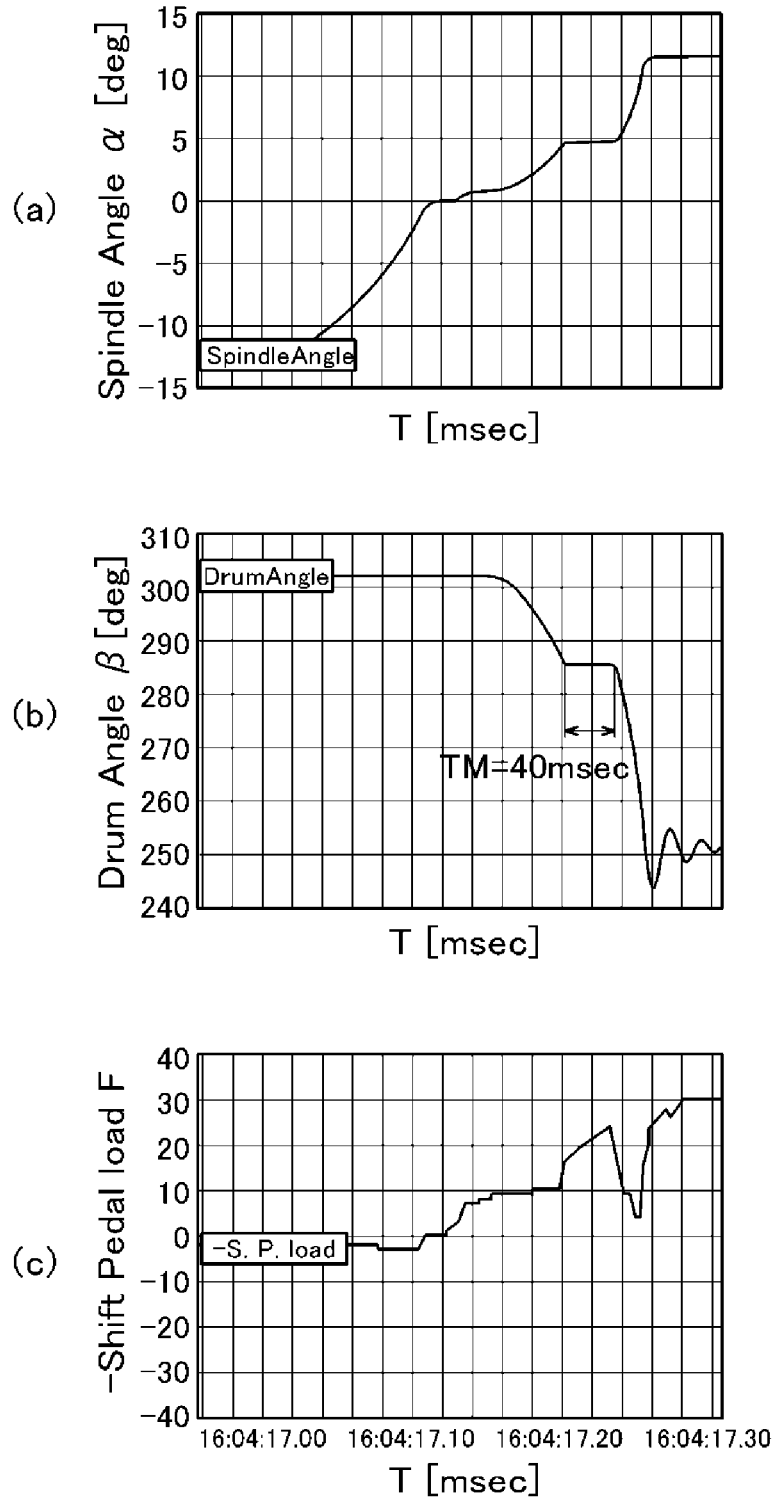 (a)
Spindle Angle α [deg]
15
10
5
0
−5
−10
−15
SpindleAngle
T [msec]
(b)
Drum Angle β [deg]
310
300
290
280
270
260
250
240
DrumAngle
TM=40msec
T [msec]
(c)
−Shift Pedal load F
40
30
20
10
0
−10
−20
−30
−40
−S. P. load
16:04:17.00 16:04:17.10 16:04:17.20 16:04:17.30
T [msec]